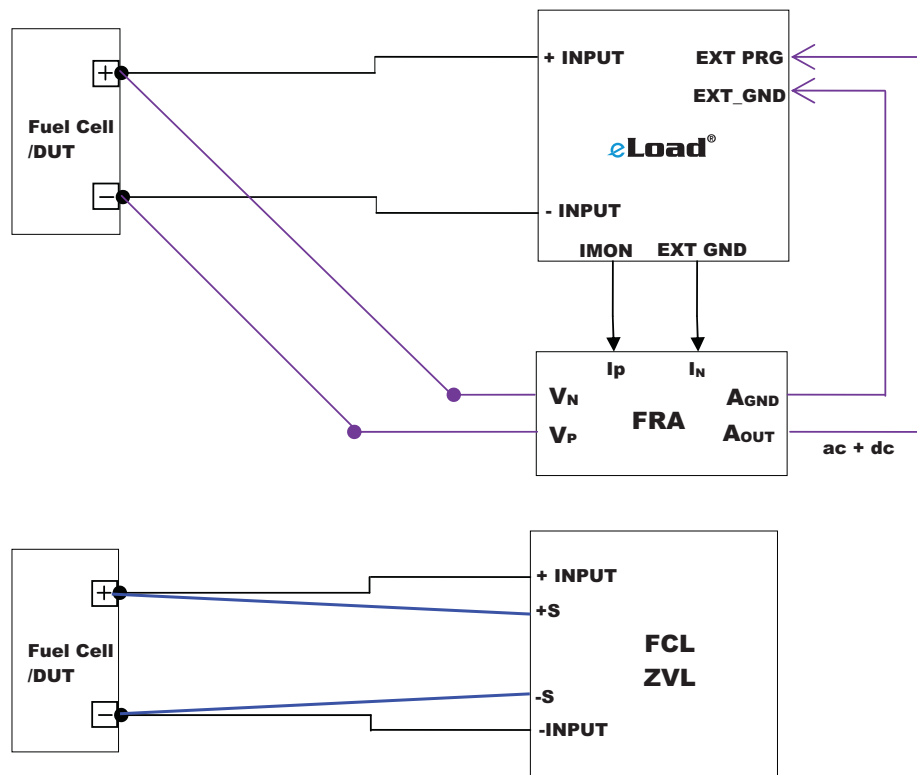 + INPUT
EXT PRG
+
EXT_GND
Fuel Cell
/DUT
eLoad®
−
- INPUT
IMON
EXT GND
Ip
IN
VN
AGND
FRA
VP
AOUT
ac + dc
+ INPUT
+
+S
Fuel Cell
/DUT
FCL
ZVL
-S
−
-INPUT